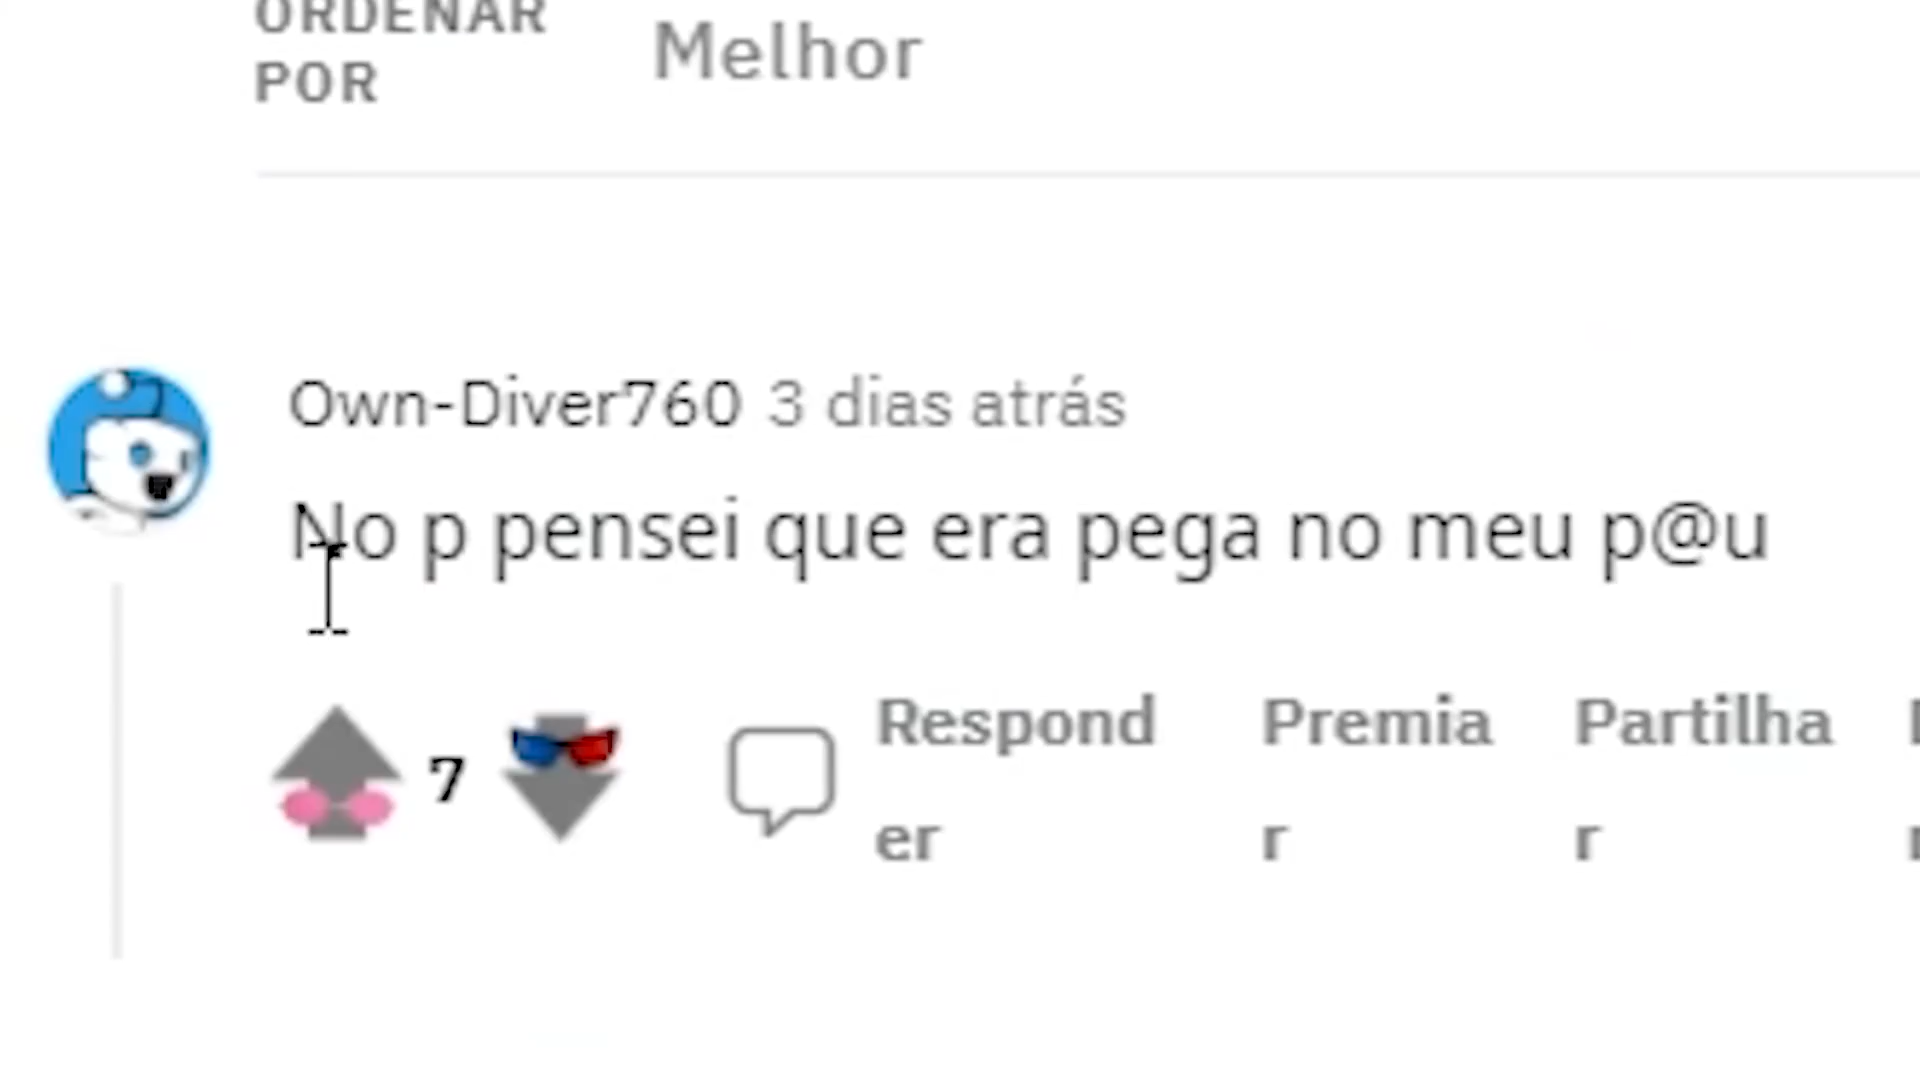 ORDENAR
POR
Melhor
Own-Diver760 3 dias atrás
No p pensei que era pega no meu p@u
7
Respond
er
Premia
r
Partilha
r